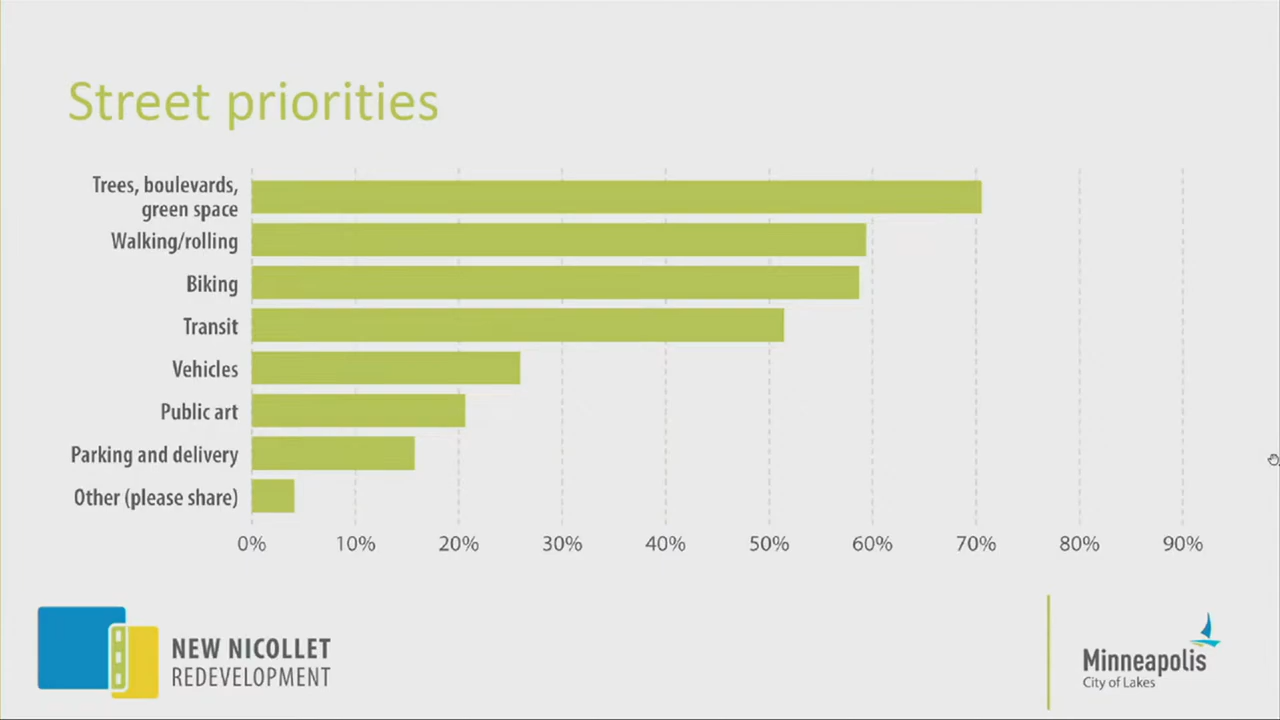 Street priorities
Trees, boulevards,
green space
Walking/rolling
Biking
Transit
Vehicles
Public art
Parking and delivery
Other (please share)
0% 10% 20% 30% 40% 50% 60% 70% 80% 90%
NEW NICOLLET
REDEVELOPMENT
Minneapolis
City of Lakes